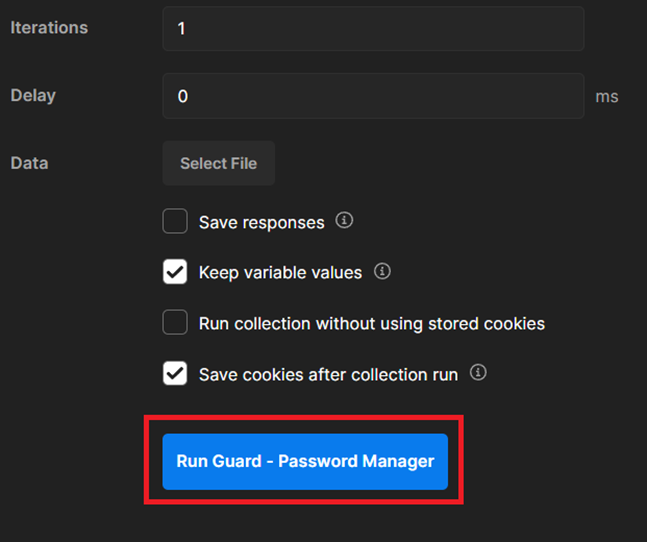 Iterations
1
Delay
0
ms
Data
Select File
Save responses
Keep variable values
Run collection without using stored cookies
Save cookies after collection run
Run Guard - Password Manager